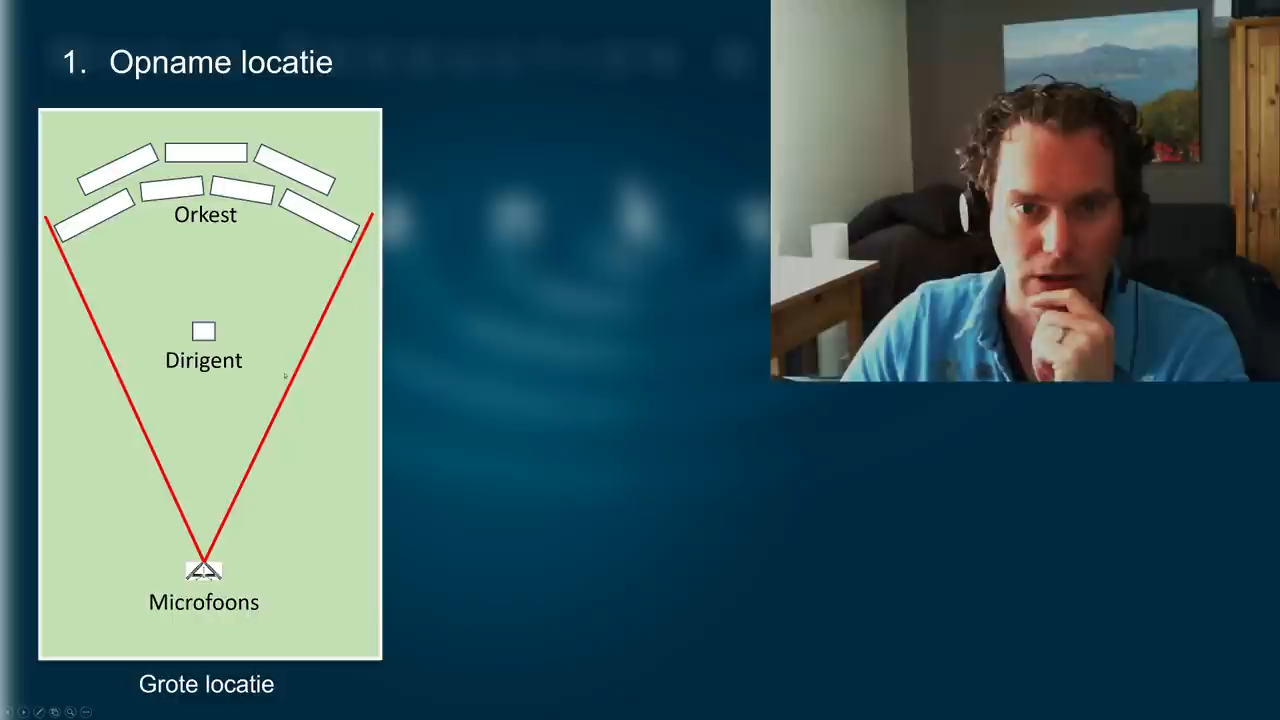 1. Opname locatie
Orkest
Dirigent
Microfoons
Grote locatie